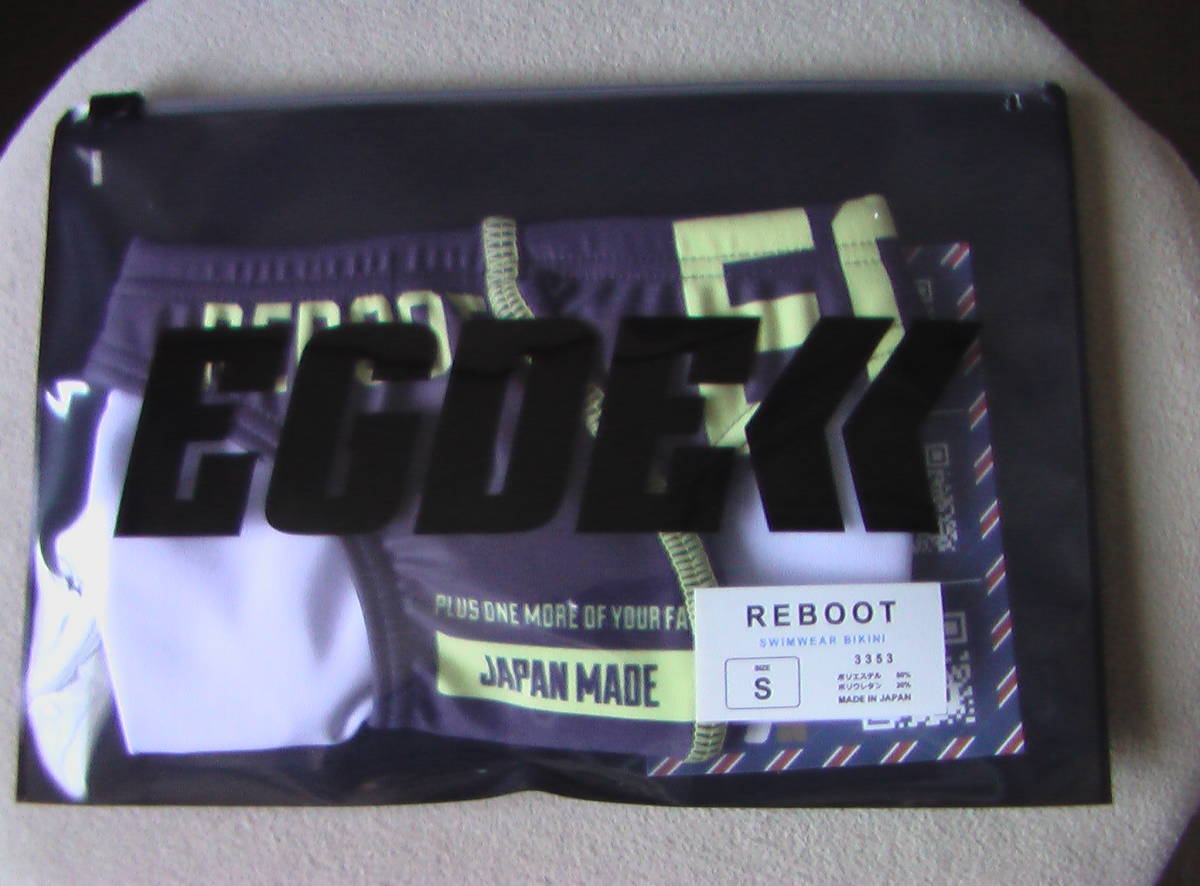 REBOOT
EGDE
PLUS ONE MORE OF YOUR FA
JAPAN MADE
REBOOT
SWIMWEAR BIKINI
3353
SIZE
S
ポリエステル 80%
ポリウレタン 20%
MADE IN JAPAN